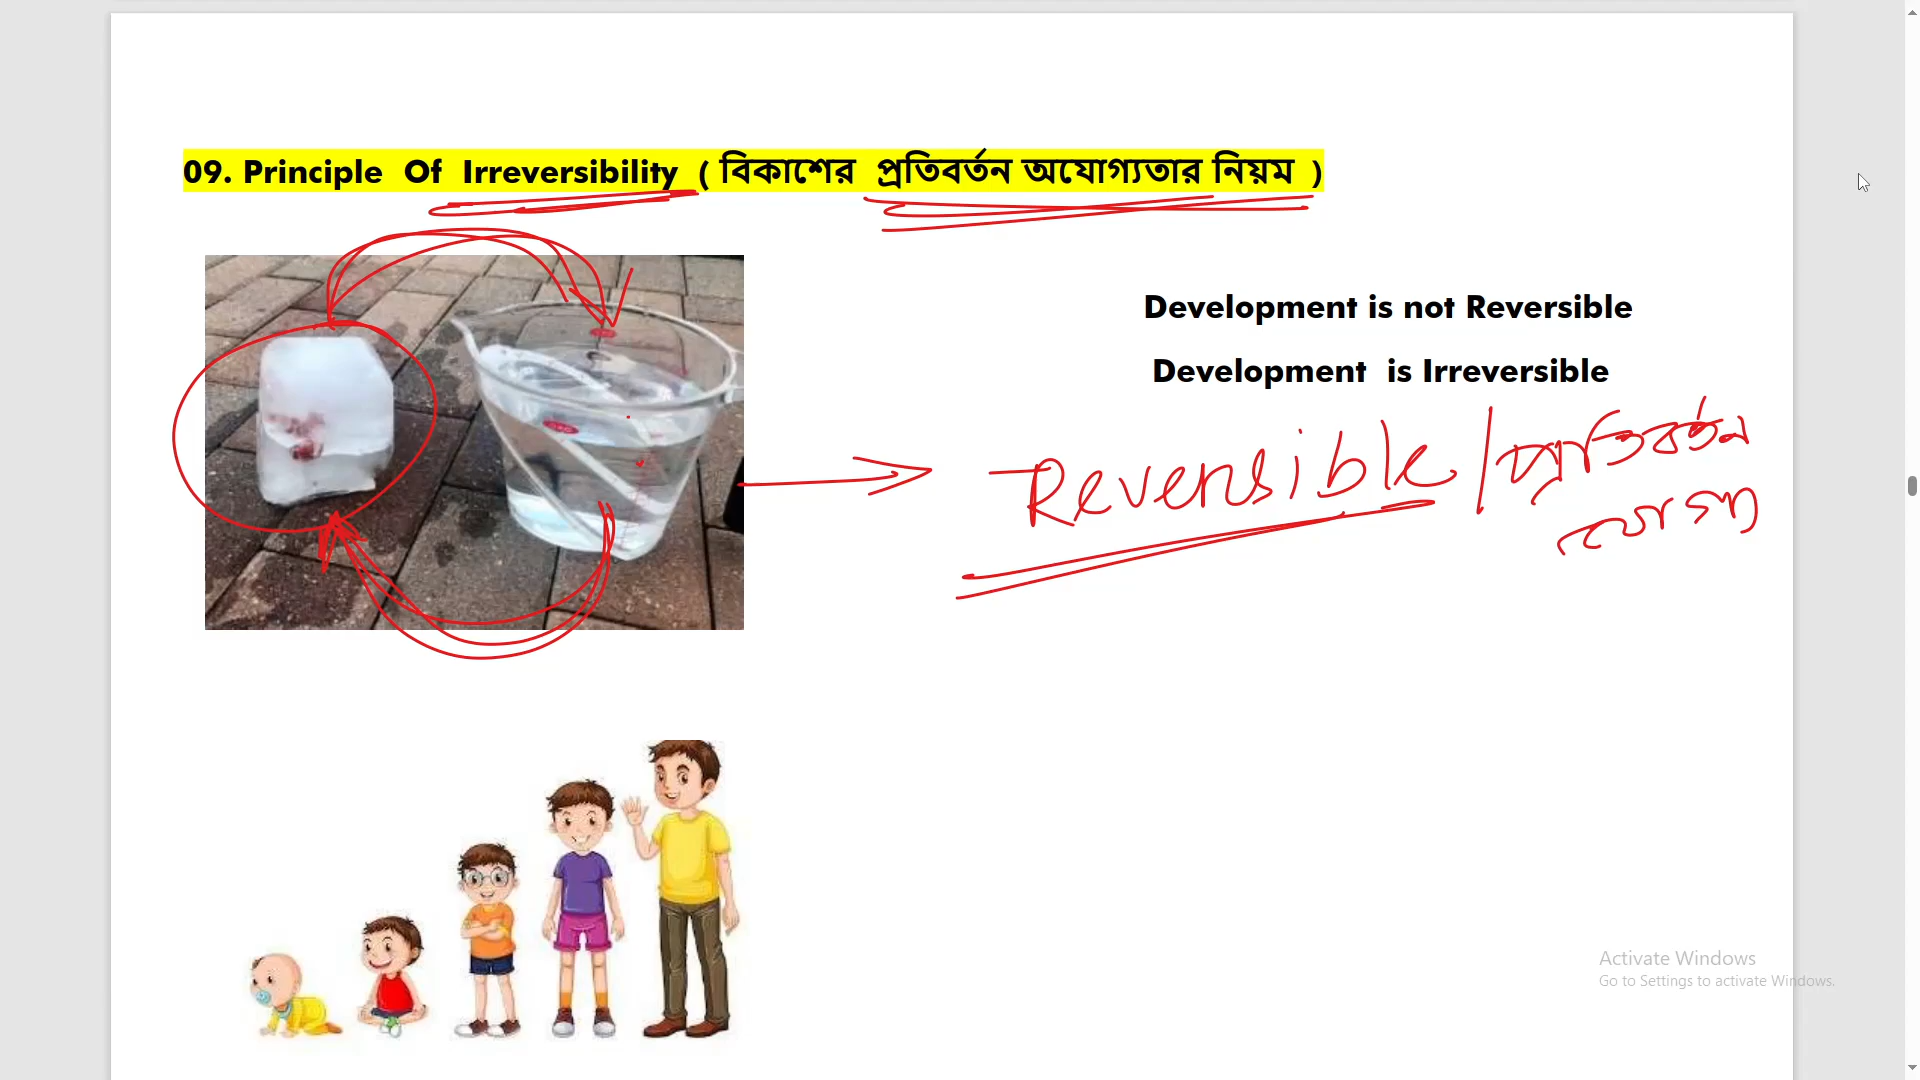 09. Principle Of Irreversibility ( বিকাশের প্রতিবর্তন অযোগ্যতার নিয়ম )
Development is not Reversible
Development is Irreversible
Reversible / প্রতিবর্তন
Activate Windows
Go to Settings to activate Windows.